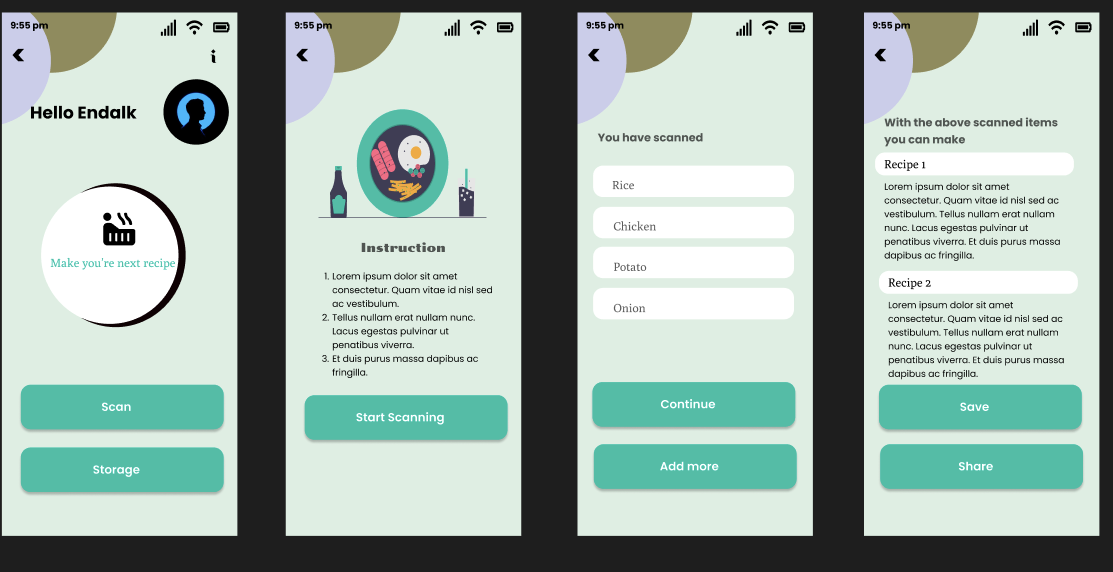 9:55 pm
i
Hello Endalk
Make you're next recipe
Scan
Storage
9:55 pm
Instruction
1. Lorem ipsum dolor sit amet
consectetur. Quam vitae id nisl sed
ac vestibulum.
2. Tellus nullam erat nullam nunc.
Lacus egestas pulvinar ut
penatibus viverra.
3. Et duis purus massa dapibus ac
fringilla.
Start Scanning
9:55 pm
You have scanned
Rice
Chicken
Potato
Onion
Continue
Add more
9:55 pm
With the above scanned items
you can make
Recipe 1
Lorem ipsum dolor sit amet
consectetur. Quam vitae id nisl sed ac
vestibulum. Tellus nullam erat nullam
nunc. Lacus egestas pulvinar ut
penatibus viverra. Et duis purus massa
dapibus ac fringilla.
Recipe 2
Lorem ipsum dolor sit amet
consectetur. Quam vitae id nisl sed ac
vestibulum. Tellus nullam erat nullam
nunc. Lacus egestas pulvinar ut
penatibus viverra. Et duis purus massa
dapibus ac fringilla.
Save
Share